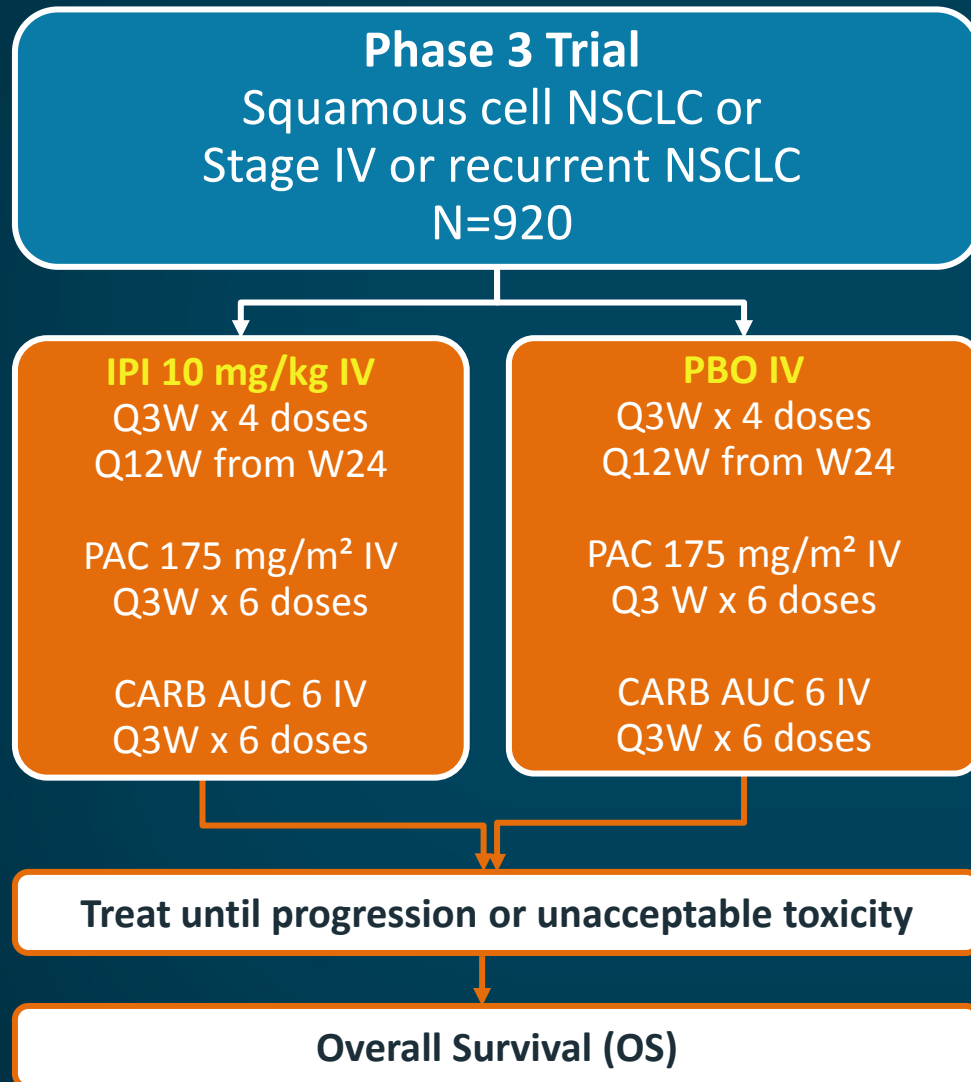 Phase 3 Trial
Squamous cell NSCLC or
Stage IV or recurrent NSCLC
N=920
IPI 10 mg/kg IV
Q3W x 4 doses
Q12W from W24
PAC 175 mg/m² IV
Q3W x 6 doses
CARB AUC 6 IV
Q3W x 6 doses
PBO IV
Q3W x 4 doses
Q12W from W24
PAC 175 mg/m² IV
Q3 W x 6 doses
CARB AUC 6 IV
Q3W x 6 doses
Treat until progression or unacceptable toxicity
Overall Survival (OS)